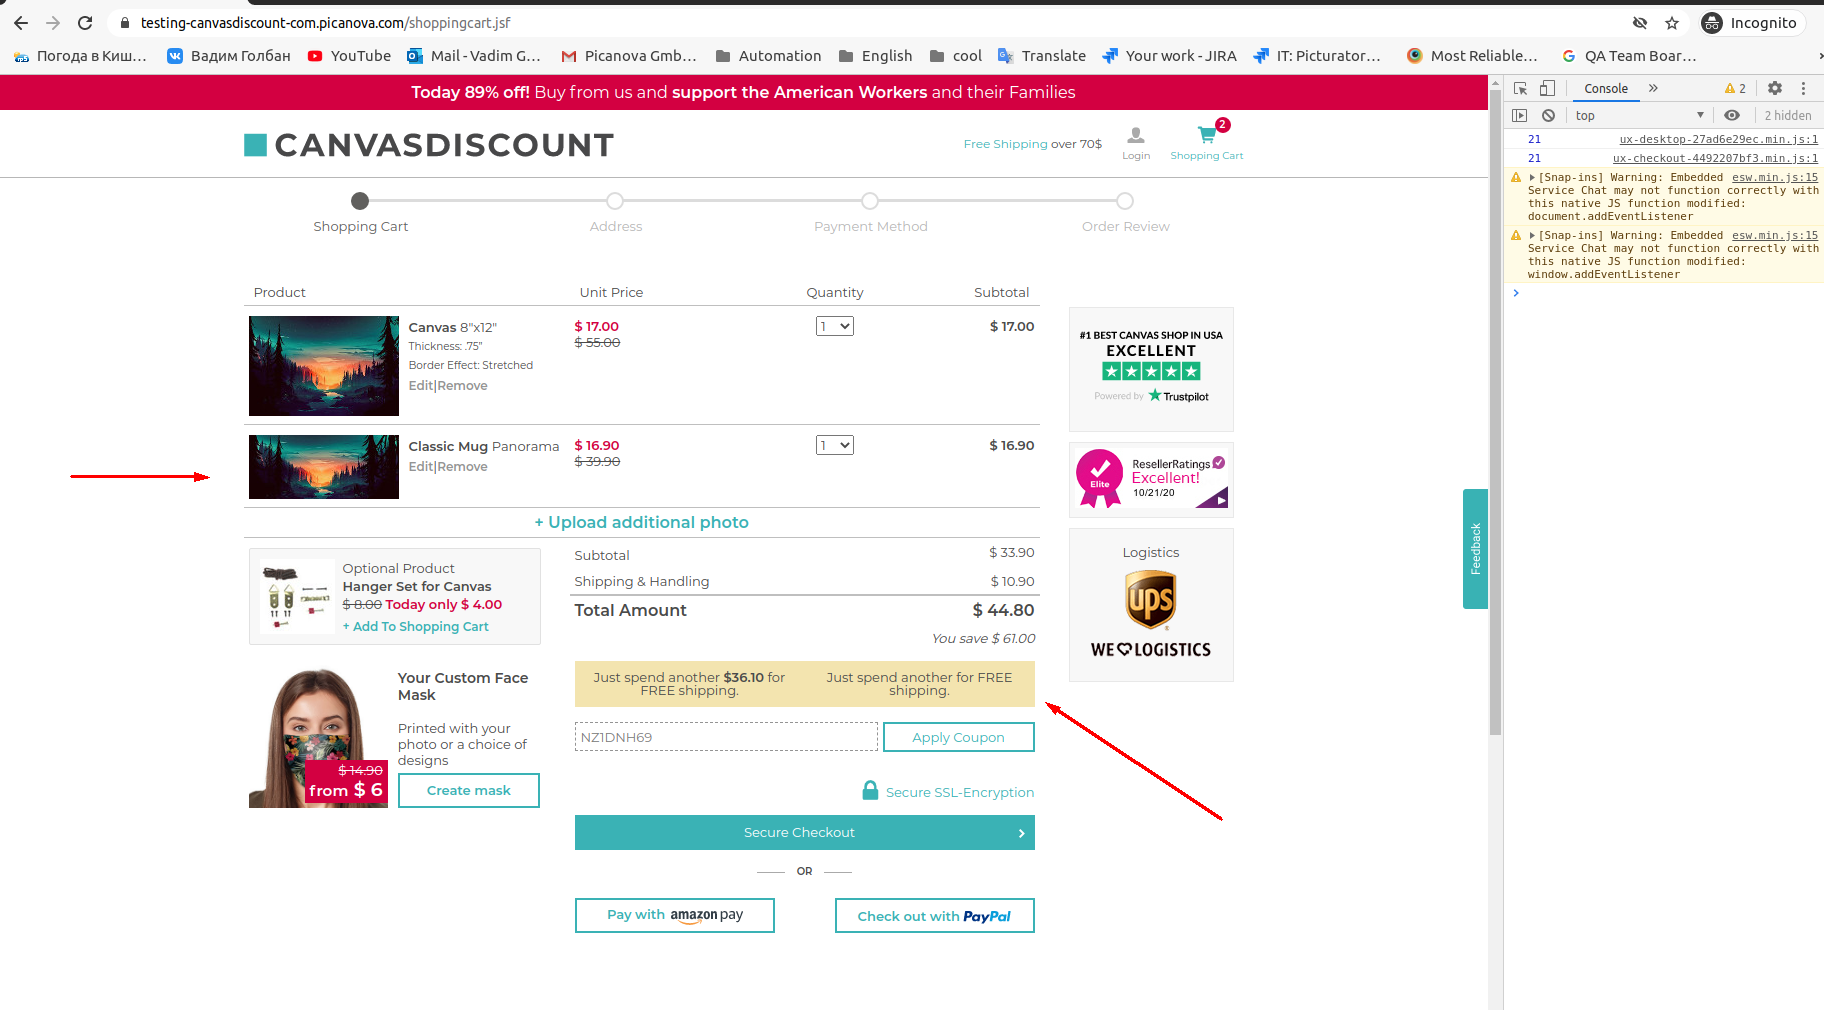 testing-canvasdiscount-com.picanova.com/shoppingcart.jsf
Incognito
Погода в Киш...
Вадим Голбан
YouTube
Mail - Vadim G...
Picanova Gmb...
Automation
English
cool
Translate
Your work - JIRA
IT: Picturator...
Most Reliable...
QA Team Boar...
Today 89% off! Buy from us and support the American Workers and their Families
CANVASDISCOUNT
Free Shipping over 70$
Login
2
Shopping Cart
Shopping Cart
Address
Payment Method
Order Review
Product
Unit Price
Quantity
Subtotal
Canvas 8"x12"
Thickness: .75"
Border Effect: Stretched
Edit|Remove
$ 17.00
$ 55.00
1
$ 17.00
Classic Mug Panorama
Edit|Remove
$ 16.90
$ 39.90
1
$ 16.90
+ Upload additional photo
Optional Product
Hanger Set for Canvas
$ 8.00 Today only $ 4.00
+ Add To Shopping Cart
Your Custom Face
Mask
Printed with your
photo or a choice of
designs
$ 14.90
from $ 6
Create mask
Subtotal
$ 33.90
Shipping & Handling
$ 10.90
Total Amount
$ 44.80
You save $ 61.00
Just spend another $36.10 for
FREE shipping.
Just spend another for FREE
shipping.
NZ1DNH69
Apply Coupon
Secure SSL-Encryption
Secure Checkout
OR
Pay with amazon pay
Check out with PayPal
#1 BEST CANVAS SHOP IN USA
EXCELLENT
Powered by Trustpilot
Elite
ResellerRatings
Excellent!
10/21/20
Logistics
ups
WE LOGISTICS
Feedback
Console
2
top
2 hidden
21
ux-desktop-27ad6e29ec.min.js:1
21
ux-checkout-4492207bf3.min.js:1
[Snap-ins] Warning: Embedded esw.min.js:15
Service Chat may not function correctly with
this native JS function modified:
document.addEventListener
[Snap-ins] Warning: Embedded esw.min.js:15
Service Chat may not function correctly with
this native JS function modified:
window.addEventListener